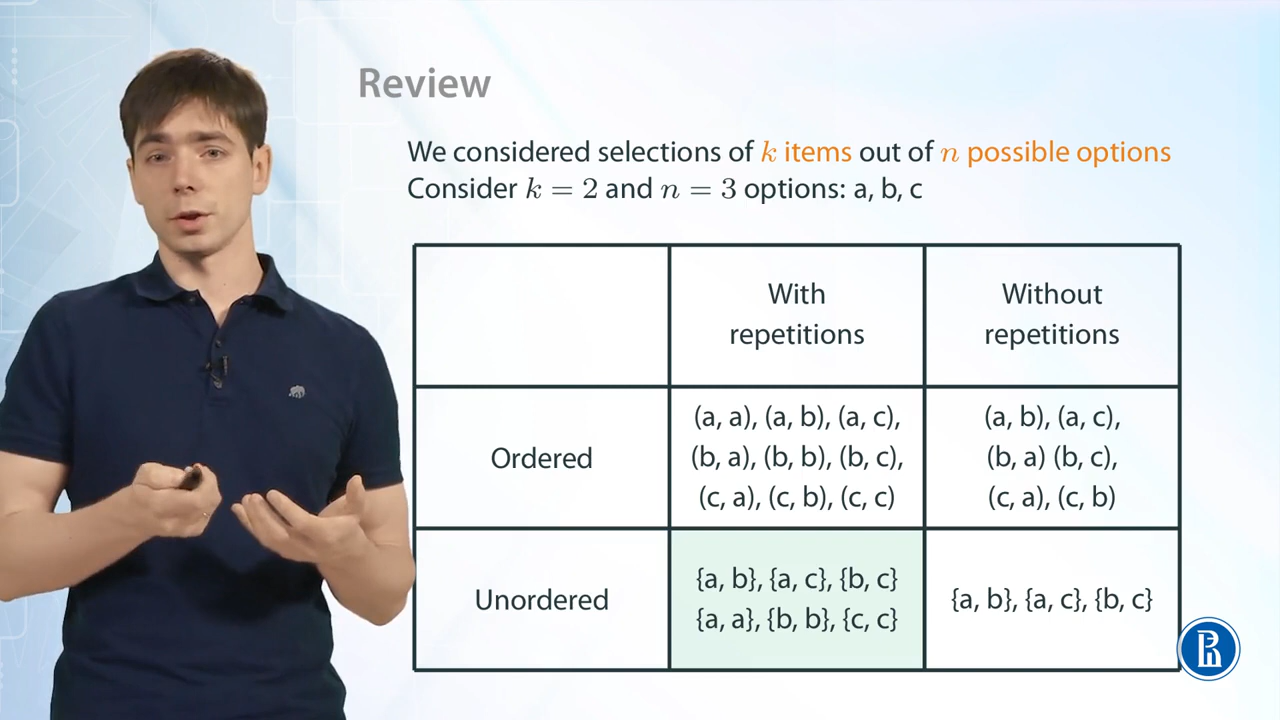 Review
We considered selections of k items out of n possible options
Consider k = 2 and n = 3 options: a, b, c
With
repetitions
Without
repetitions
Ordered
(a, a), (a, b), (a, c),
(b, a), (b, b), (b, c),
(c, a), (c, b), (c, c)
(a, b), (a, c),
(b, a) (b, c),
(c, a), (c, b)
Unordered
{a, b}, {a, c}, {b, c}
{a, a}, {b, b}, {c, c}
{a, b}, {a, c}, {b, c}